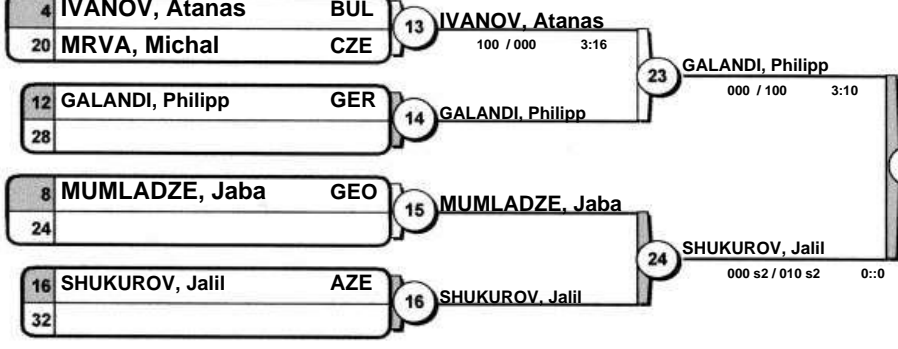 4 IVANOV, Atanas BUL
20 MRVA, Michal CZE
13 IVANOV, Atanas
100 / 000 3:16
12 GALANDI, Philipp GER
28
14 GALANDI, Philipp
23 GALANDI, Philipp
000 / 100 3:10
8 MUMLADZE, Jaba GEO
24
15 MUMLADZE, Jaba
16 SHUKUROV, Jalil AZE
32
16 SHUKUROV, Jalil
24 SHUKUROV, Jalil
000 s2 / 010 s2 0::0